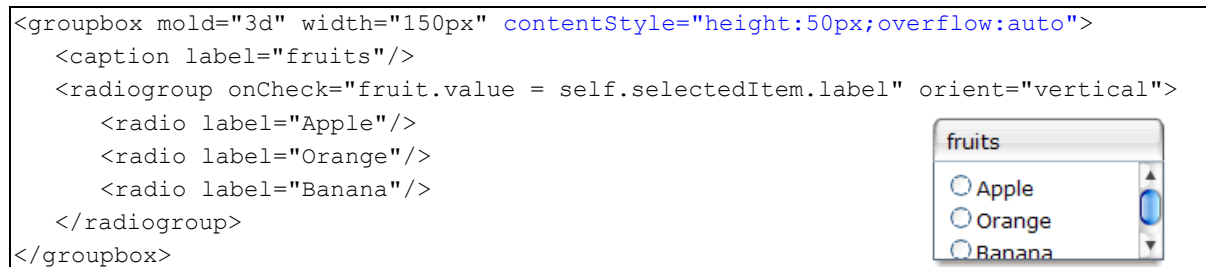 <groupbox mold="3d" width="150px" contentStyle="height:50px;overflow:auto">
<caption label="fruits"/>
<radiogroup onCheck="fruit.value = self.selectedItem.label" orient="vertical">
<radio label="Apple"/>
<radio label="Orange"/>
<radio label="Banana"/>
</radiogroup>
</groupbox>
fruits
Apple
Orange
Banana